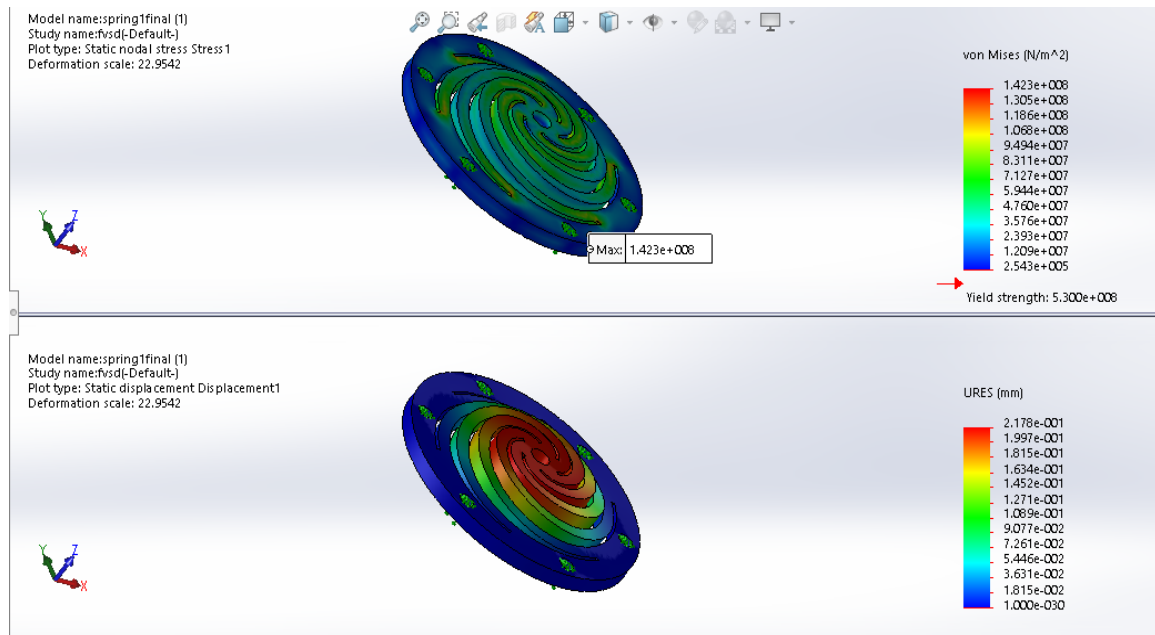 Model name:spring1final (1)
Study name:fvsd(-Default-)
Plot type: Static nodal stress Stress1
Deformation scale: 22.9542
von Mises (N/m^2)
1.423e+008
1.305e+008
1.186e+008
1.068e+008
9.494e+007
8.311e+007
7.127e+007
5.944e+007
4.760e+007
3.576e+007
2.393e+007
1.209e+007
2.543e+005
Yield strength: 5.300e+008
Max: 1.423e+008
Y
Z
X
Model name:spring1final (1)
Study name:fvsd(-Default-)
Plot type: Static displacement Displacement1
Deformation scale: 22.9542
URES (mm)
2.178e-001
1.997e-001
1.815e-001
1.634e-001
1.452e-001
1.271e-001
1.089e-001
9.077e-002
7.261e-002
5.446e-002
3.631e-002
1.815e-002
1.000e-030
Y
Z
X